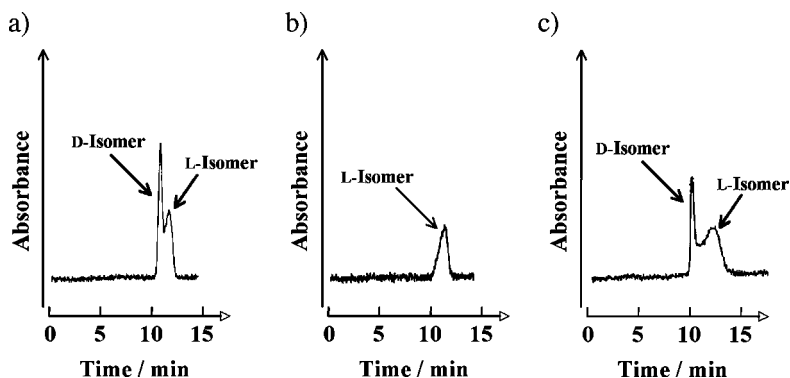 a)
Absorbance
D-Isomer
L-Isomer
0 5 10 15
Time / min
b)
Absorbance
L-Isomer
0 5 10 15
Time / min
c)
Absorbance
D-Isomer
L-Isomer
0 5 10 15
Time / min